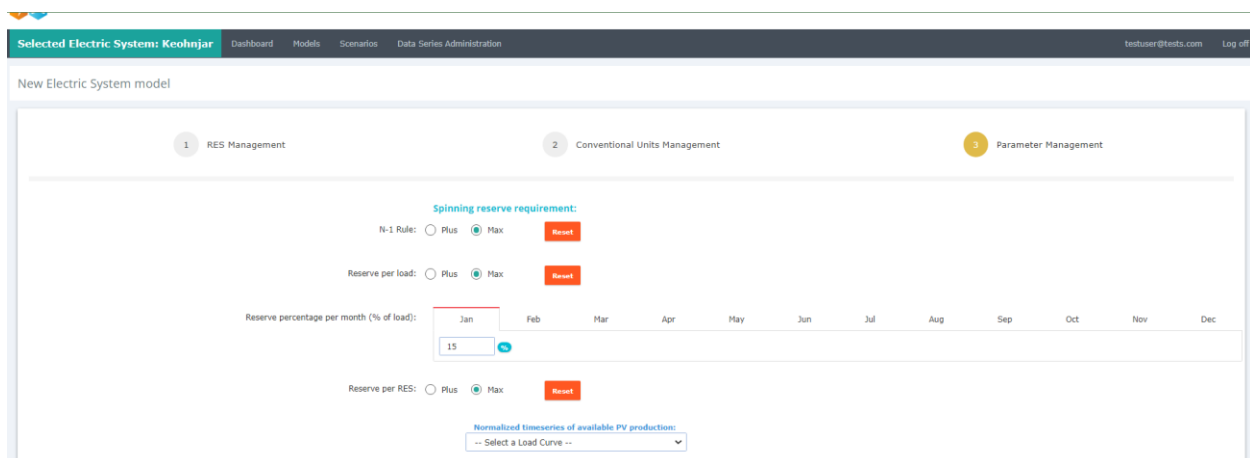 Selected Electric System: Keohnjar Dashboard Models Scenarios Data Series Administration testuser@tests.com Log off
New Electric System model
1 RES Management 2 Conventional Units Management 3 Parameter Management
Spinning reserve requirement:
N-1 Rule: Plus Max Reset
Reserve per load: Plus Max Reset
Reserve percentage per month (% of load): Jan Feb Mar Apr May Jun Jul Aug Sep Oct Nov Dec
15 %
Reserve per RES: Plus Max Reset
Normalized timeseries of available PV production:
-- Select a Load Curve --